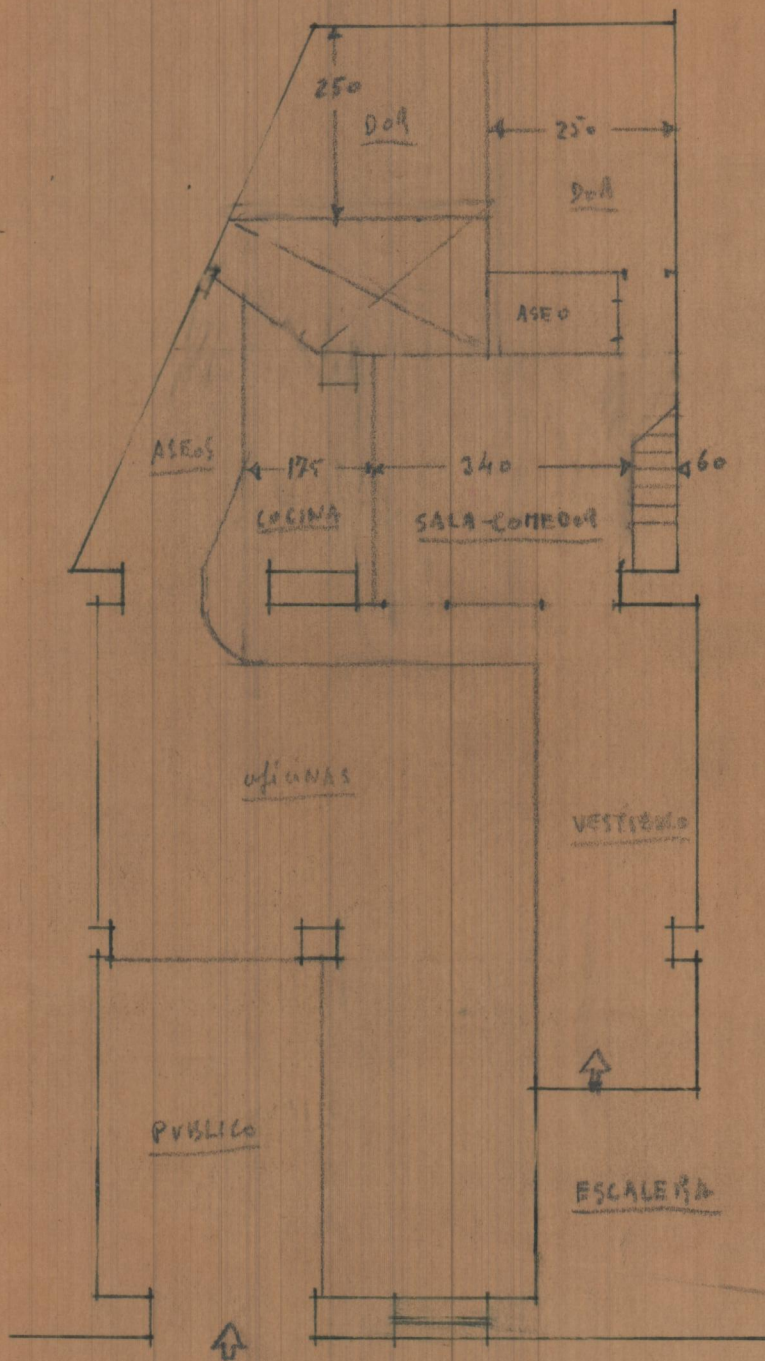 250
DOR
250
DOR
ASEO
ASEOS
175
340
60
COCINA
SALA-COMEDOR
OFICINAS
VESTIBULO
PUBLICO
ESCALERA